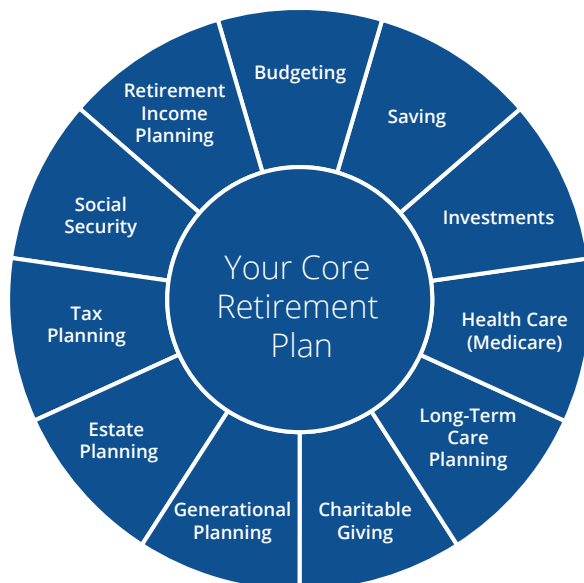 Budgeting
Saving
Investments
Health Care
(Medicare)
Long-Term
Care
Planning
Charitable
Giving
Generational
Planning
Estate
Planning
Tax
Planning
Social
Security
Retirement
Income
Planning
Your Core
Retirement
Plan